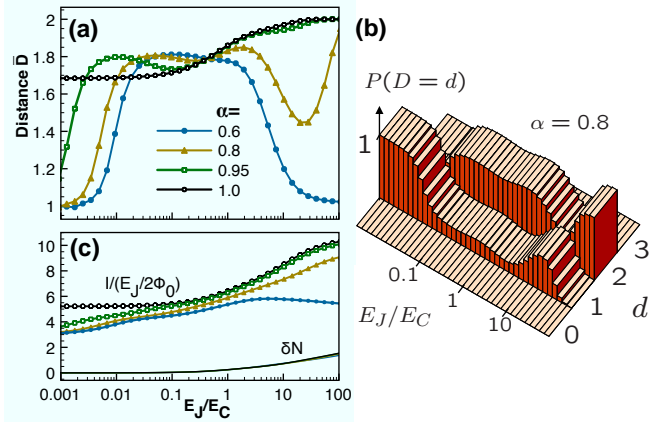 (a)
Distance D̅
2
1.8
1.6
1.4
1.2
1
α=
0.6
0.8
0.95
1.0
(c)
10
8
6
4
2
0
I/(E_J/2Φ_0)
δN
0.001
0.01
0.1
1
10
100
E_J/E_C
(b)
P(D = d)
α = 0.8
1
0.1
1
10
E_J/E_C
0
1
2
3
d